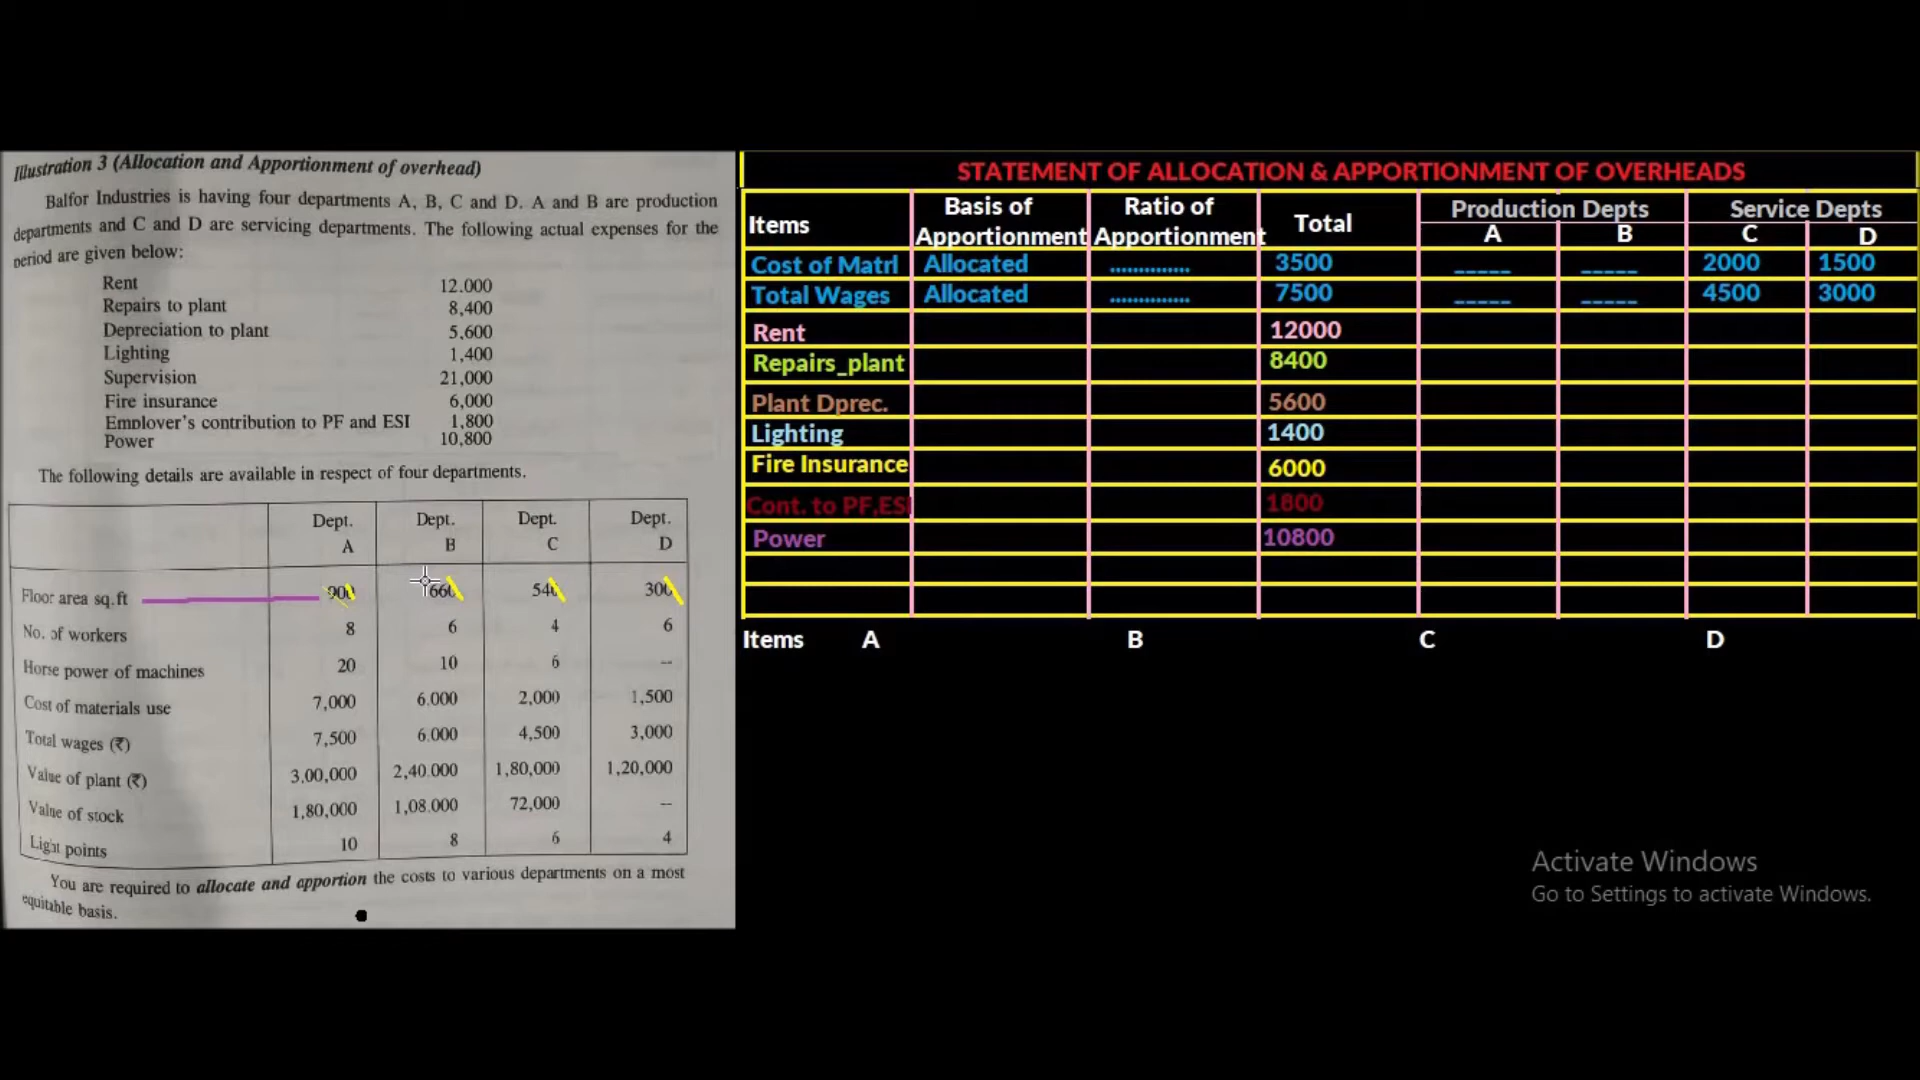 Illustration 3 (Allocation and Apportionment of overhead)
Balfor Industries is having four departments A, B, C and D. A and B are production
departments and C and D are servicing departments. The following actual expenses for the
period are given below:
Rent 12.000
Repairs to plant 8,400
Depreciation to plant 5,600
Lighting 1,400
Supervision 21,000
Fire insurance 6,000
Employer's contribution to PF and ESI 1,800
Power 10,800
The following details are available in respect of four departments.
Dept. Dept. Dept. Dept.
A B C D
Floor area sq.ft 900 660 540 300
No. of workers 8 6 4 6
Horse power of machines 20 10 6 --
Cost of materials use 7,000 6.000 2,000 1,500
Total wages (₹) 7,500 6.000 4,500 3,000
Value of plant (₹) 3.00,000 2,40.000 1,80,000 1,20,000
Value of stock 1,80,000 1,08.000 72,000 --
Light points 10 8 6 4
You are required to allocate and apportion the costs to various departments on a most
equitable basis.
STATEMENT OF ALLOCATION & APPORTIONMENT OF OVERHEADS
Items Basis of Apportionment Ratio of Apportionment Total Production Depts Service Depts
A B C D
Cost of Matrl Allocated .............. 3500 _____ _____ 2000 1500
Total Wages Allocated .............. 7500 _____ _____ 4500 3000
Rent 12000
Repairs_plant 8400
Plant Dprec. 5600
Lighting 1400
Fire Insurance 6000
Cont. to PF,ESI 1800
Power 10800
Items A B C D
Activate Windows
Go to Settings to activate Windows.